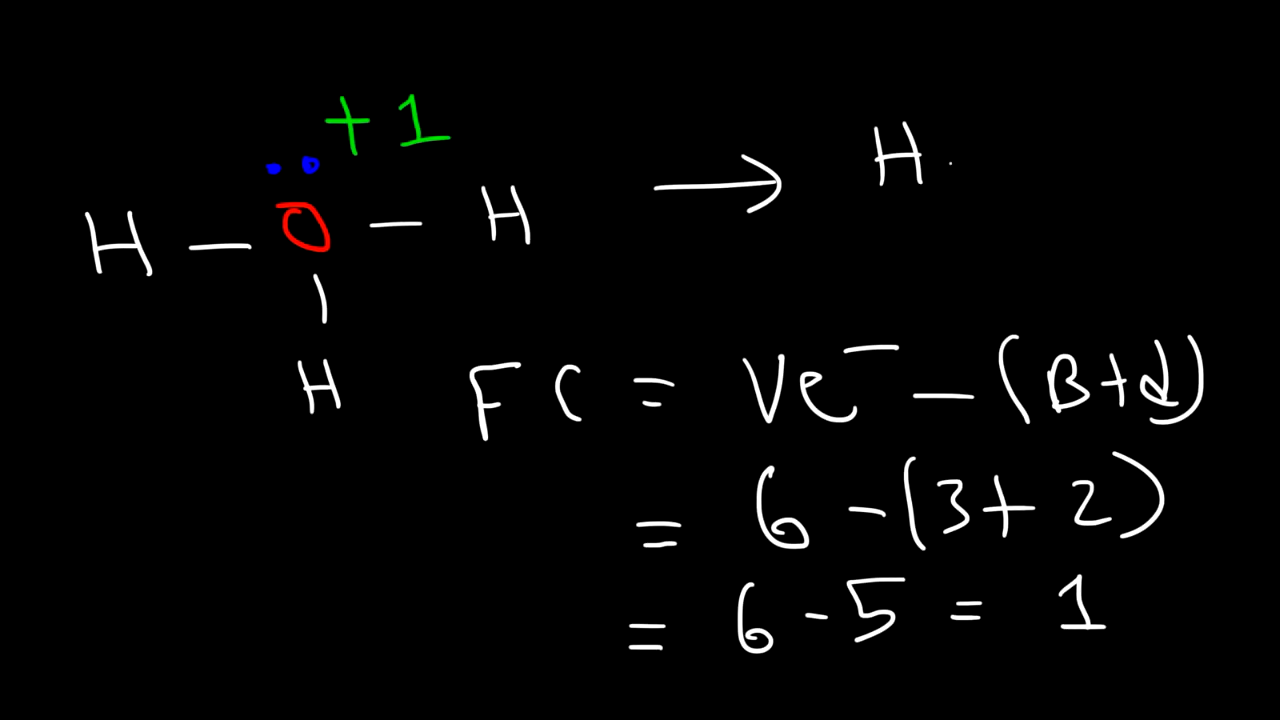 +1
H - O - H → H
H
FC = Ve⁻ - (B+d)
= 6 - (3+2)
= 6 - 5 = 1